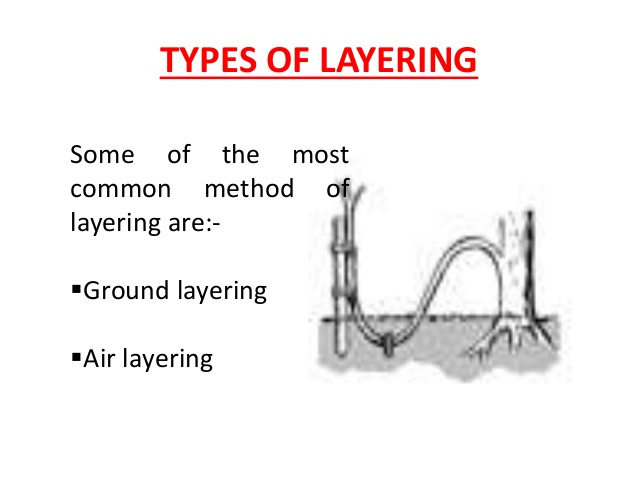 TYPES OF LAYERING
Some of the most
common method of
layering are:-
▪Ground layering
▪Air layering